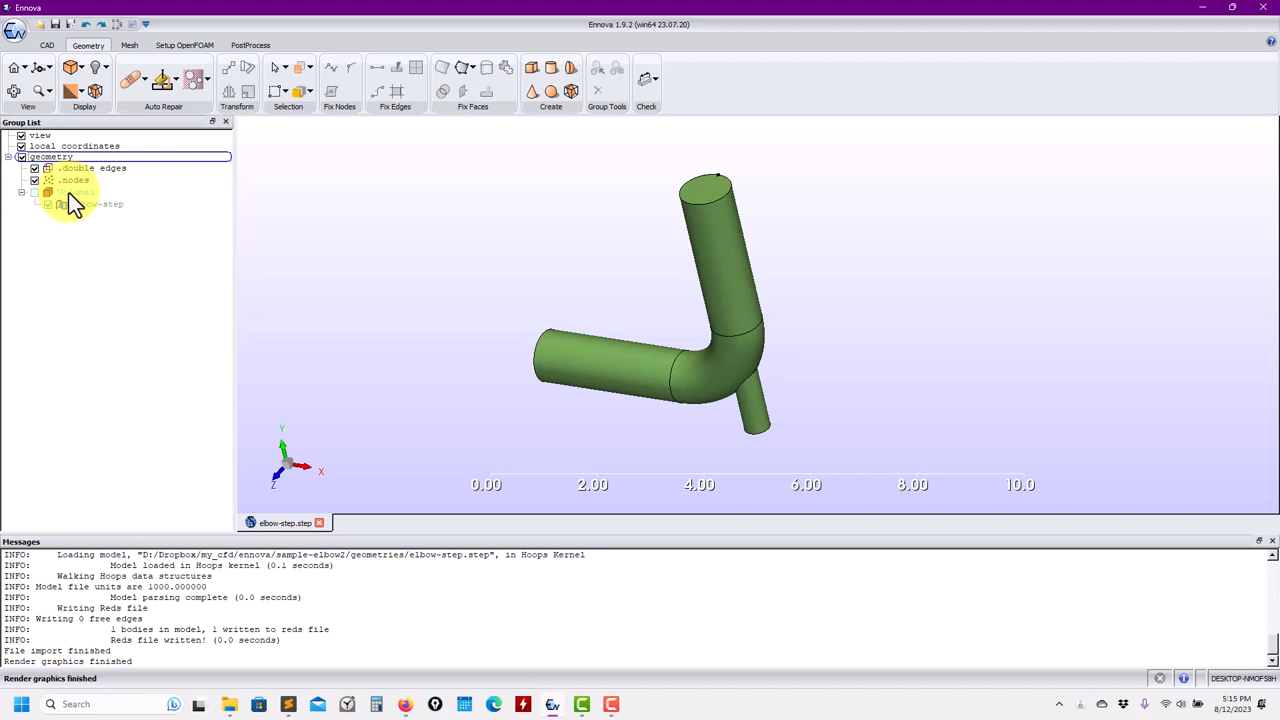 Ennova
Ennova 1.9.2 (win64 23.07.20)
CAD Geometry Mesh Setup OpenFOAM PostProcess
View Display Auto Repair Transform Selection Fix Nodes Fix Edges Fix Faces Create Group Tools Check
Group List
view
local coordinates
geometry
.double edges
.nodes
0.00 2.00 4.00 6.00 8.00 10.0
Y
X
Z
elbow-step.step
Messages
INFO: Loading model, "D:/Dropbox/my_cfd/ennova/sample-elbow2/geometries/elbow-step.step", in Hoops Kernel
INFO: Model loaded in Hoops kernel (0.1 seconds)
INFO: Walking Hoops data structures
INFO: Model file units are 1000.000000
INFO: Model parsing complete (0.0 seconds)
INFO: Writing Reds file
INFO: Writing 0 free edges
INFO: 1 bodies in model, 1 written to reds file
INFO: Reds file written! (0.0 seconds)
File import finished
Render graphics finished
Render graphics finished
DESKTOP-NMOF5BH
Search
5:15 PM
8/12/2023